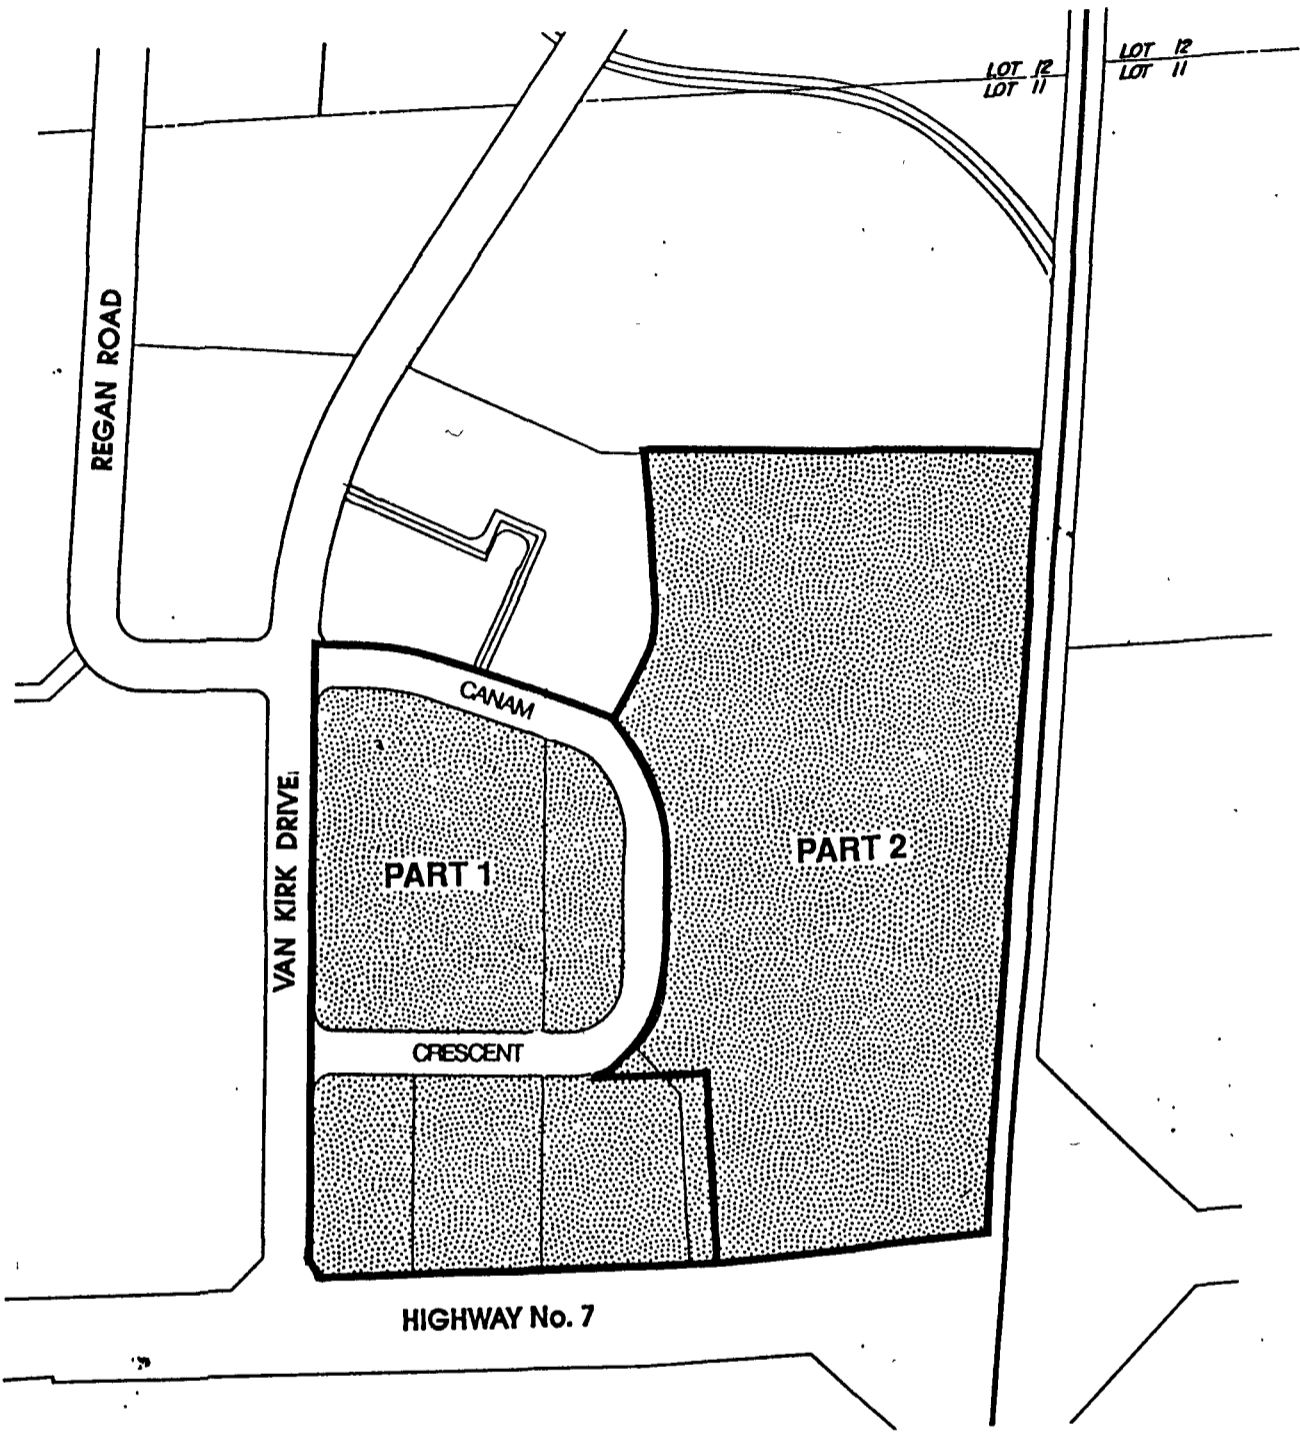 LOT 12
LOT 11
LOT 12
LOT 11
REGAN ROAD
CANAM
VAN KIRK DRIVE
PART 1
PART 2
CRESCENT
HIGHWAY No. 7